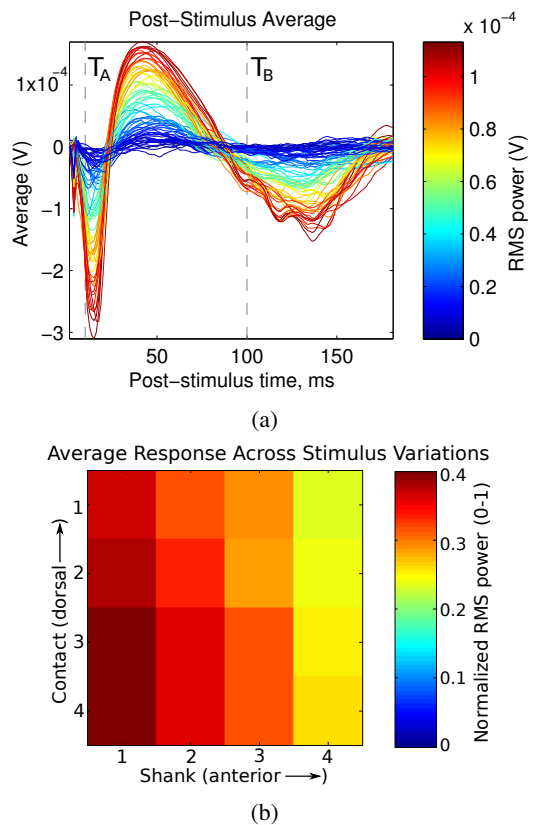 Post−Stimulus Average
x 10⁻⁴
1x10⁻⁴
0
−1
−2
−3
Average (V)
T_A
T_B
50
100
150
Post−stimulus time, ms
1
0.8
0.6
0.4
0.2
0
RMS power (V)
(a)
Average Response Across Stimulus Variations
1
2
3
4
Contact (dorsal →)
1
2
3
4
Shank (anterior →)
0.4
0.3
0.2
0.1
0
Normalized RMS power (0-1)
(b)